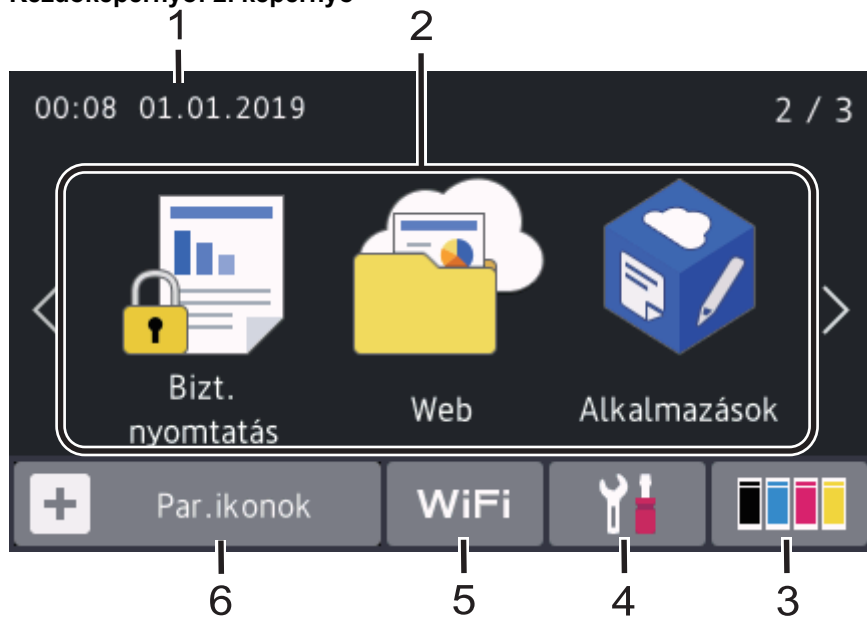 1
2
00:08 01.01.2019
2 / 3
Bizt.
nyomtatás
Web
Alkalmazások
Par.ikonok
WiFi
6
5
4
3